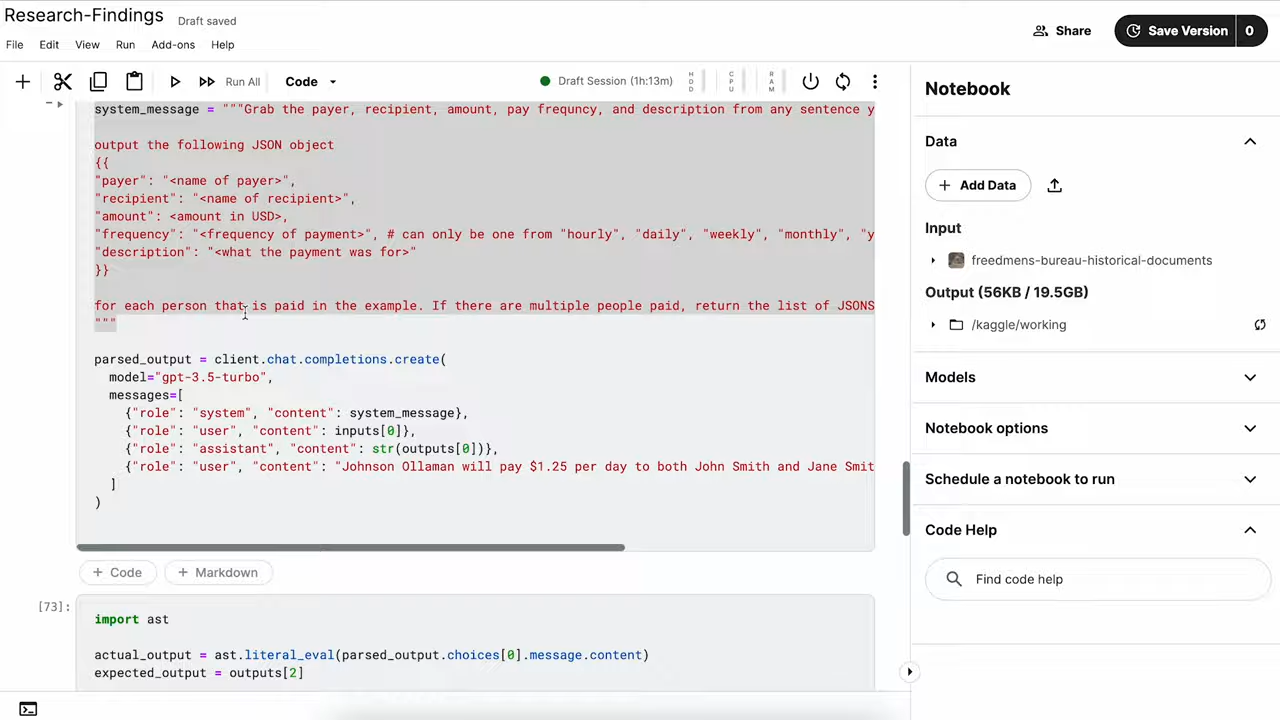 Research-Findings
Draft saved
File Edit View Run Add-ons Help
Share
Save Version 0
Run All
Code
Draft Session (1h:13m)
HDD
CPU
RAM
system_message = """Grab the payer, recipient, amount, pay frequncy, and description from any sentence y
output the following JSON object
{{
"payer": "<name of payer>",
"recipient": "<name of recipient>",
"amount": <amount in USD>,
"frequency": "<frequency of payment>", # can only be one from "hourly", "daily", "weekly", "monthly", "y
"description": "<what the payment was for>"
}}
for each person that is paid in the example. If there are multiple people paid, return the list of JSONS
"""
parsed_output = client.chat.completions.create(
model="gpt-3.5-turbo",
messages=[
{"role": "system", "content": system_message},
{"role": "user", "content": inputs[0]},
{"role": "assistant", "content": str(outputs[0])},
{"role": "user", "content": "Johnson Ollaman will pay $1.25 per day to both John Smith and Jane Smit
]
)
+ Code
+ Markdown
[73]:
import ast
actual_output = ast.literal_eval(parsed_output.choices[0].message.content)
expected_output = outputs[2]
Notebook
Data
+ Add Data
Input
freedmens-bureau-historical-documents
Output (56KB / 19.5GB)
/kaggle/working
Models
Notebook options
Schedule a notebook to run
Code Help
Find code help